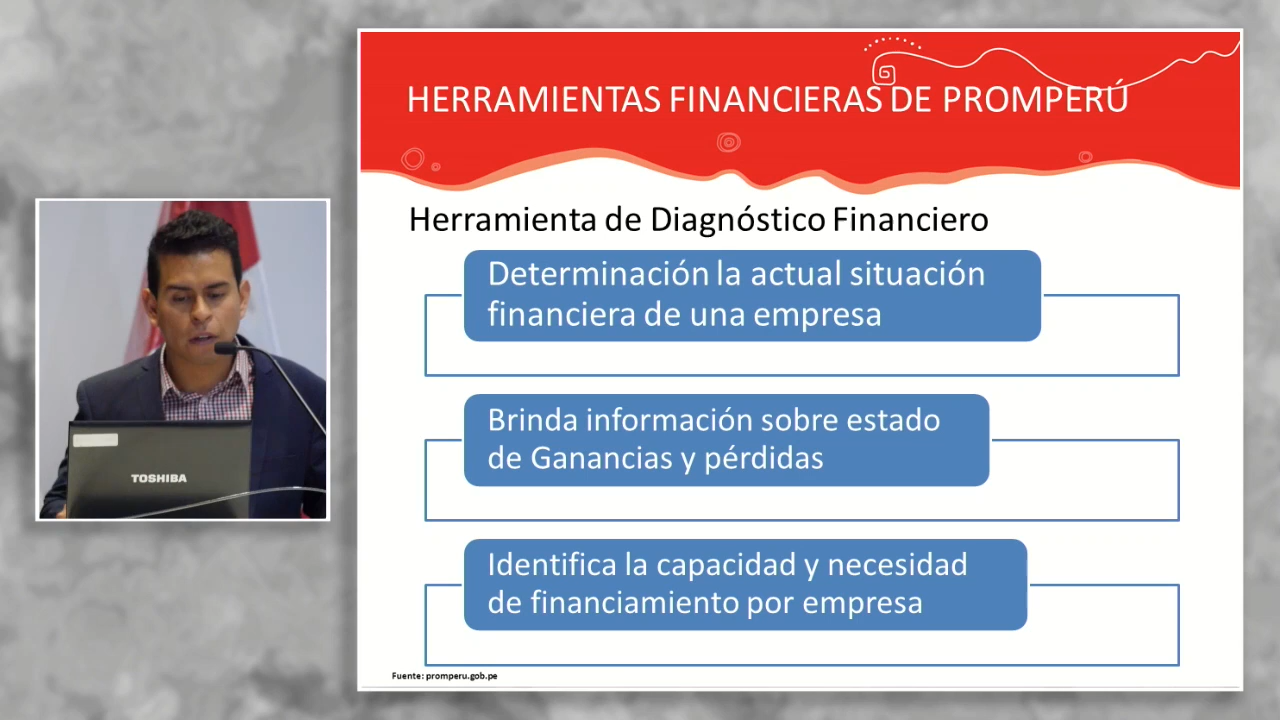 HERRAMIENTAS FINANCIERAS DE PROMPERÚ
Herramienta de Diagnóstico Financiero
Determinación la actual situación
financiera de una empresa
Brinda información sobre estado
de Ganancias y pérdidas
Identifica la capacidad y necesidad
de financiamiento por empresa
Fuente: promperu.gob.pe
TOSHIBA